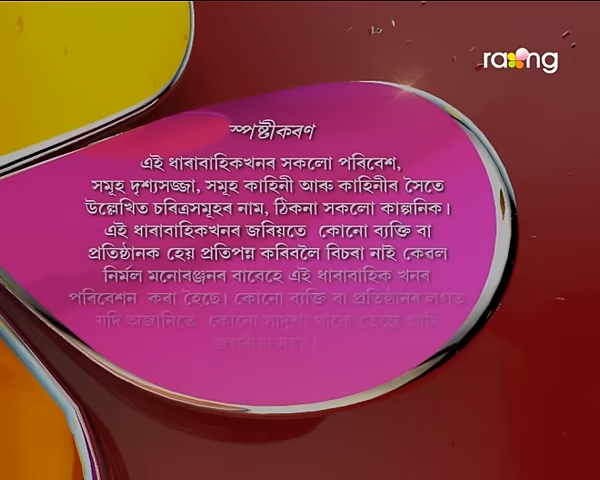 rang
স্পষ্টীকৰণ
এই ধাৰাবাহিকখনৰ সকলো পৰিবেশ,
সমূহ দৃশ্যসজ্জা, সমূহ কাহিনী আৰু কাহিনীৰ সৈতে
উল্লেখিত চৰিত্ৰসমূহৰ নাম, ঠিকনা সকলো কাল্পনিক।
এই ধাৰাবাহিকখনৰ জৰিয়তে কোনো ব্যক্তি বা
প্ৰতিষ্ঠানক হেয় প্ৰতিপন্ন কৰিবলৈ বিচৰা নাই কেৱল
নিৰ্মল মনোৰঞ্জনৰ বাবেহে এই ধাৰাবাহিক খনৰ
পৰিবেশন কৰা হৈছে। কোনো ব্যক্তি বা প্ৰতিষ্ঠানৰ লগত
যদি অজানিতে কোনো সাদৃশ্য থাকে তেন্তে আমি